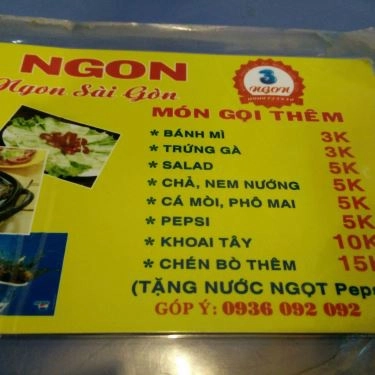 NGON
Ngon Sài Gòn
3
NGON
MÓN GỌI THÊM
* BÁNH MÌ 3K
* TRỨNG GÀ 3K
* SALAD 5K
* CHẢ, NEM NƯỚNG 5K
* CÁ MÒI, PHÔ MAI 5K
* PEPSI 5K
* KHOAI TÂY 10K
* CHÉN BÒ THÊM 15K
(TẶNG NƯỚC NGỌT Peps
GÓP Ý: 0936 092 092